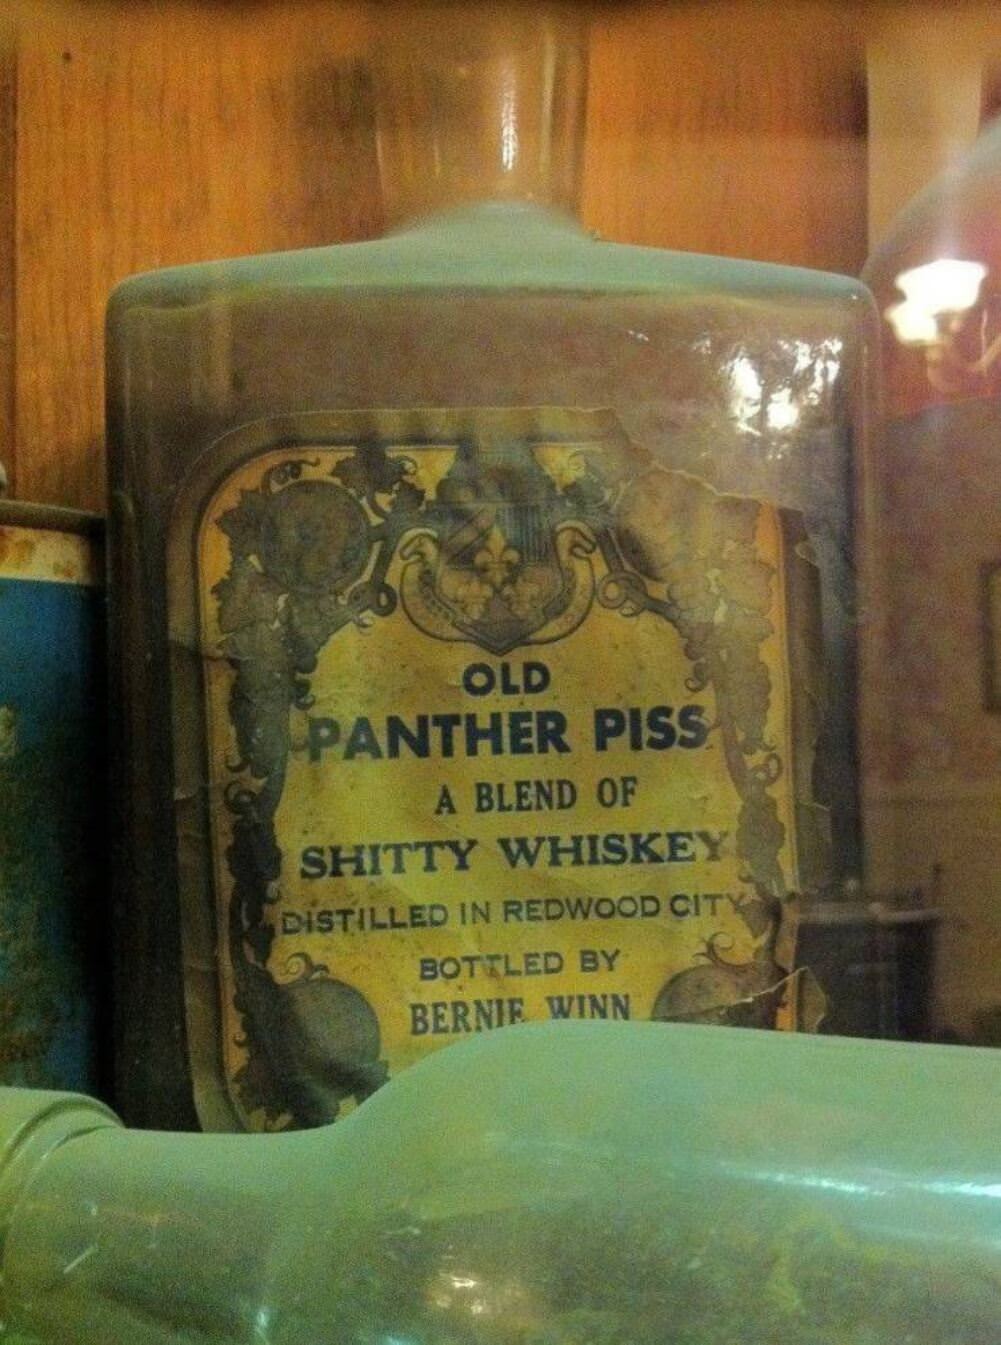 OLD
PANTHER PISS
A BLEND OF
SHITTY WHISKEY
DISTILLED IN REDWOOD CITY
BOTTLED BY
BERNIE WINN